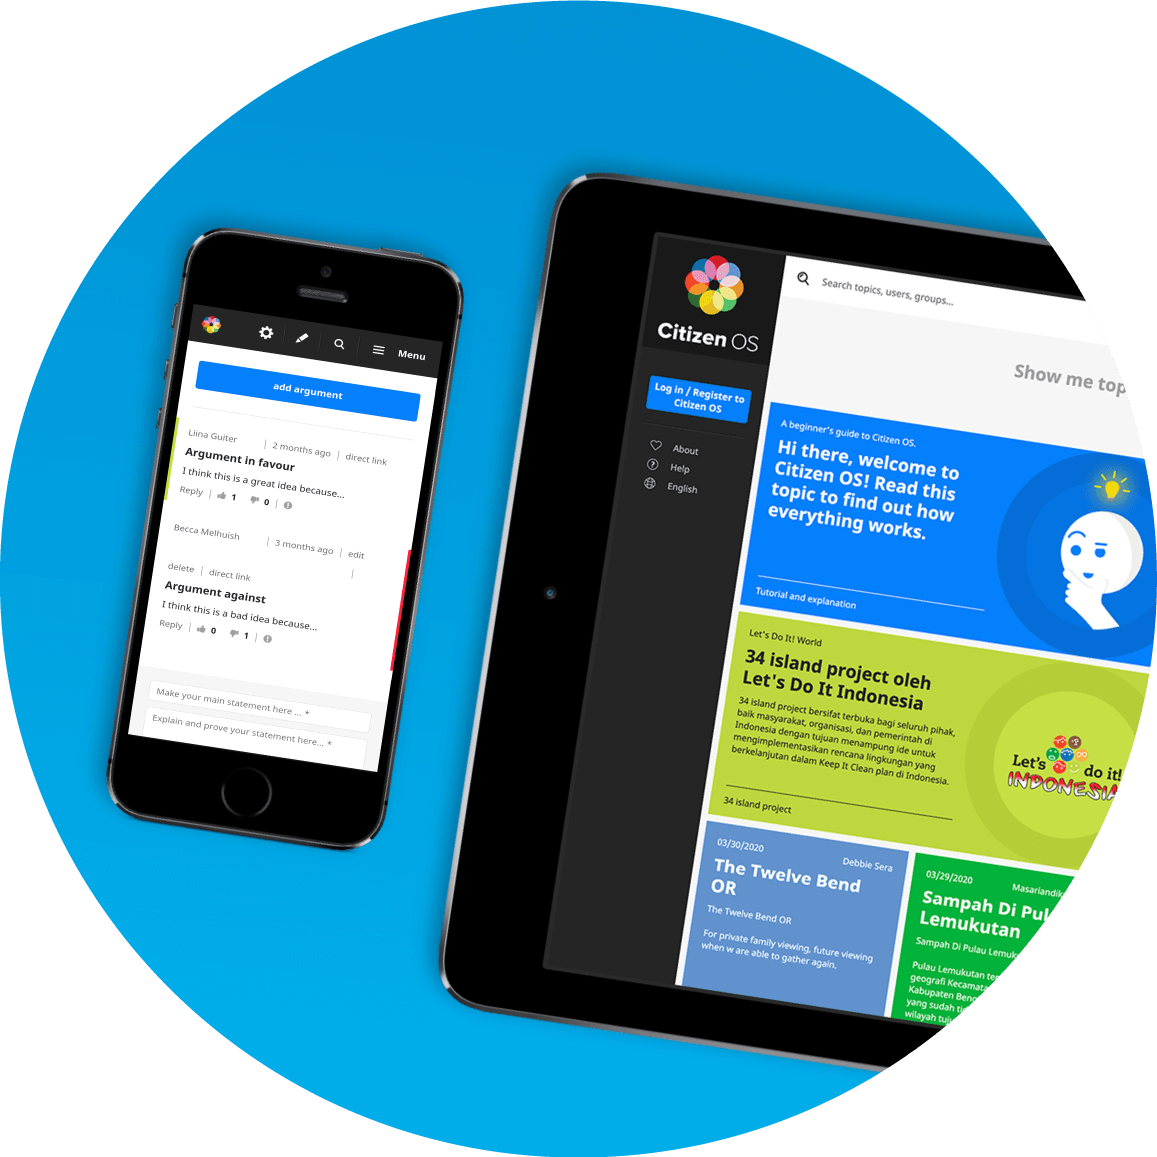 Menu
add argument
Liina Guiter | 2 months ago | direct link
Argument in favour
I think this is a great idea because...
Reply | 1 0 |
Becca Melhuish | 3 months ago | edit |
delete | direct link
Argument against
I think this is a bad idea because...
Reply | 0 1 |
Make your main statement here ... *
Explain and prove your statement here... *
Citizen OS
Log in / Register to
Citizen OS
About
Help
English
Search topics, users, groups...
Show me top
A beginner's guide to Citizen OS.
Hi there, welcome to
Citizen OS! Read this
topic to find out how
everything works.
Tutorial and explanation
Let's Do It! World
34 island project oleh
Let's Do It Indonesia
34 island project bersifat terbuka bagi seluruh pihak,
baik masyarakat, organisasi, dan pemerintah di
Indonesia dengan tujuan menampung ide untuk
mengimplementasikan rencana lingkungan yang
berkelanjutan dalam Keep It Clean plan di Indonesia.
34 island project
Let's do it!
INDONESIA
03/30/2020 Debbie Sera
The Twelve Bend
OR
The Twelve Bend OR
For private family viewing, future viewing
when w are able to gather again.
03/29/2020 Masariandik
Sampah Di Pul
Lemukutan
Sampah Di Pulau Lemuk
Pulau Lemukutan te
geografi Kecamata
Kabupaten Beng
yang sudah ti
wilayah tuju